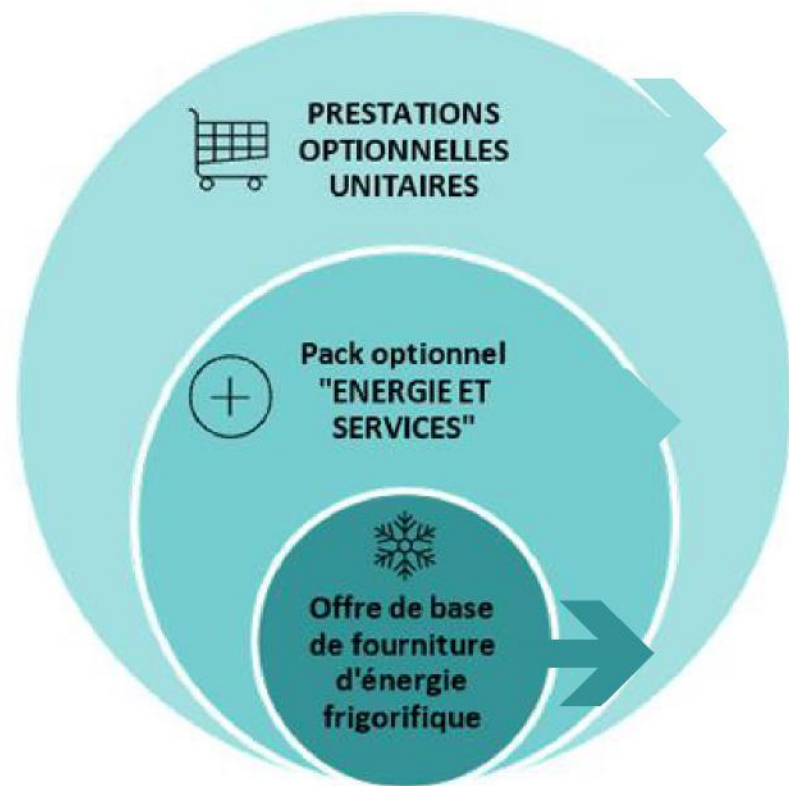 PRESTATIONS
OPTIONNELLES
UNITAIRES
Pack optionnel
"ENERGIE ET
SERVICES"
Offre de base
de fourniture
d'énergie
frigorifique